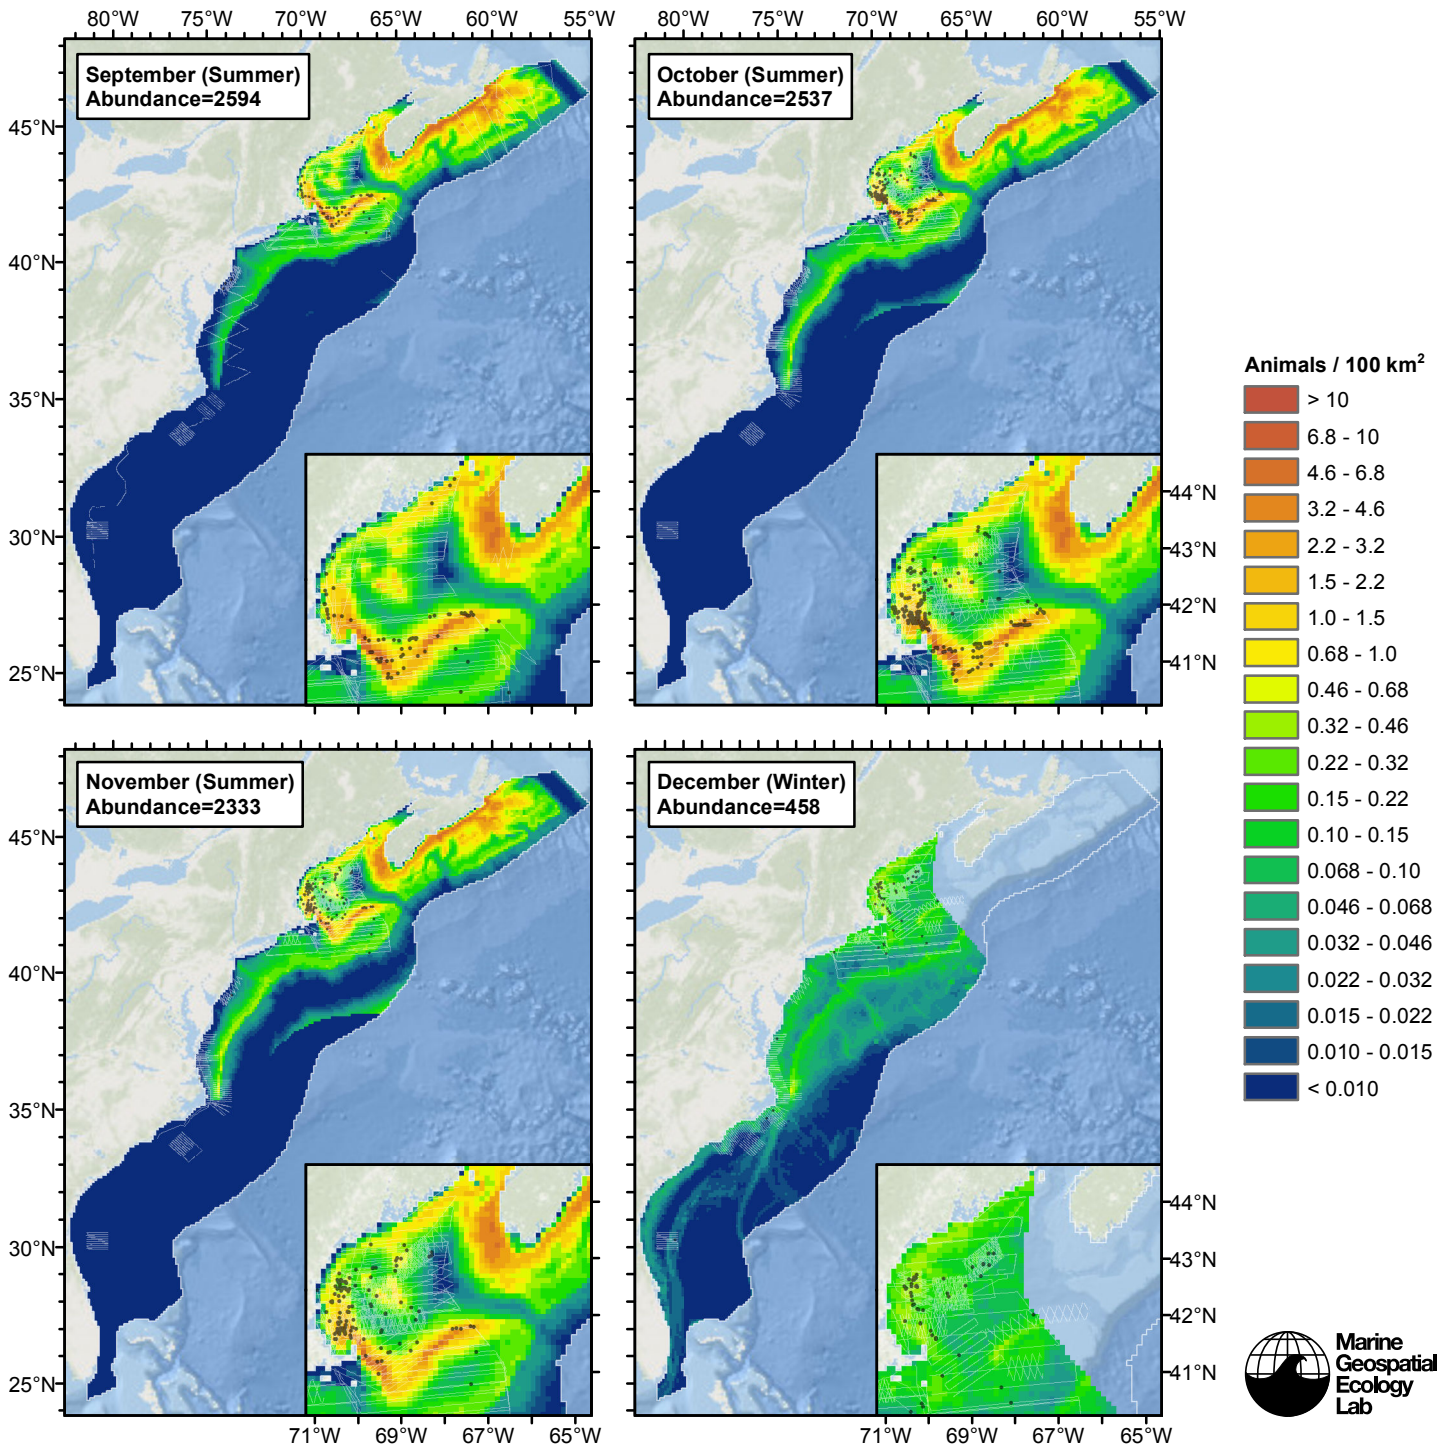 80°W 75°W 70°W 65°W 60°W 55°W 80°W 75°W 70°W 65°W 60°W 55°W
September (Summer)
Abundance=2594
October (Summer)
Abundance=2537
45°N
40°N
35°N
30°N
25°N
44°N
43°N
42°N
41°N
November (Summer)
Abundance=2333
December (Winter)
Abundance=458
45°N
40°N
35°N
30°N
25°N
44°N
43°N
42°N
41°N
71°W 69°W 67°W 65°W 71°W 69°W 67°W 65°W
Animals / 100 km²
> 10
6.8 - 10
4.6 - 6.8
3.2 - 4.6
2.2 - 3.2
1.5 - 2.2
1.0 - 1.5
0.68 - 1.0
0.46 - 0.68
0.32 - 0.46
0.22 - 0.32
0.15 - 0.22
0.10 - 0.15
0.068 - 0.10
0.046 - 0.068
0.032 - 0.046
0.022 - 0.032
0.015 - 0.022
0.010 - 0.015
< 0.010
Marine
Geospatial
Ecology
Lab